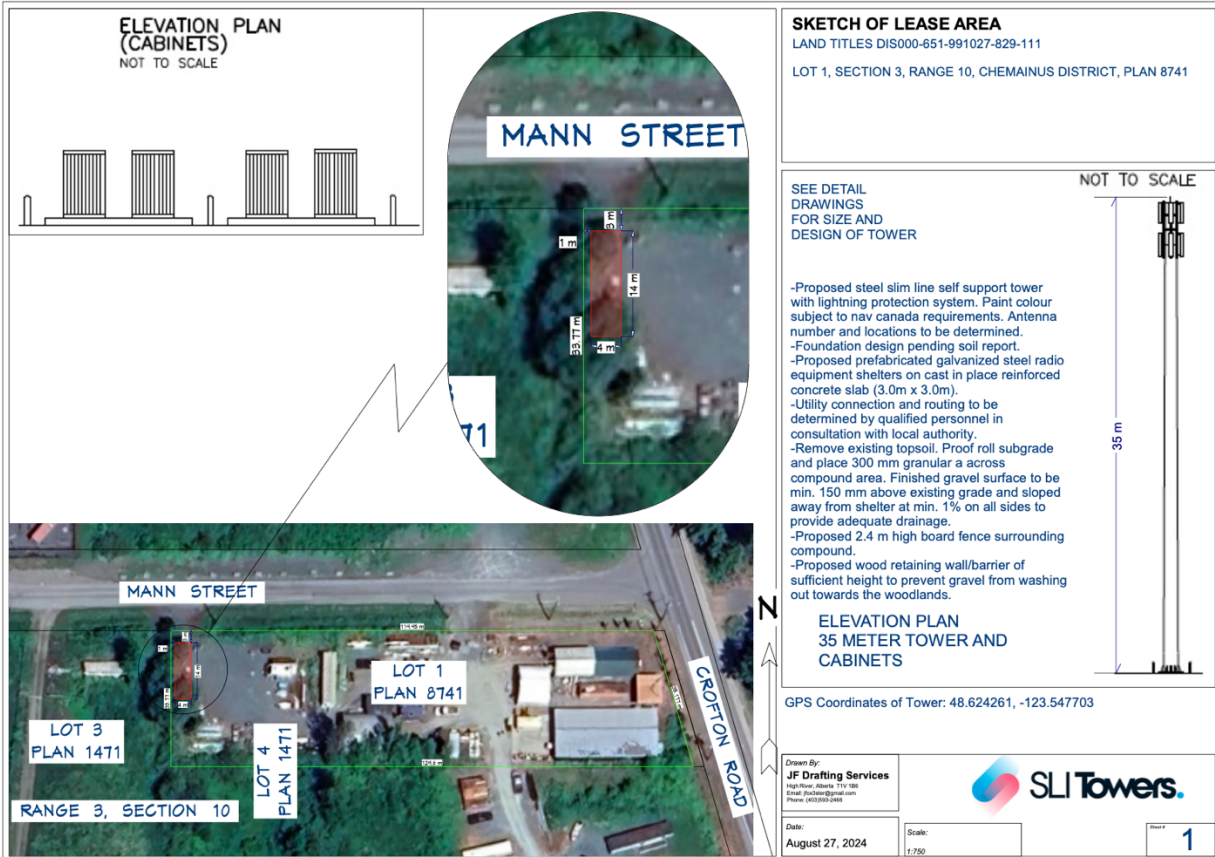 ELEVATION PLAN
(CABINETS)
NOT TO SCALE
MANN STREET
3 m
1 m
14 m
33.77 m
4 m
71
MANN STREET
1 m
4 m
LOT 1
PLAN 8741
LOT 3
PLAN 1471
LOT 4
PLAN 1471
CROFTON ROAD
RANGE 3, SECTION 10
N
SKETCH OF LEASE AREA
LAND TITLES DIS000-651-991027-829-111
LOT 1, SECTION 3, RANGE 10, CHEMAINUS DISTRICT, PLAN 8741
SEE DETAIL
DRAWINGS
FOR SIZE AND
DESIGN OF TOWER
NOT TO SCALE
-Proposed steel slim line self support tower
with lightning protection system. Paint colour
subject to nav canada requirements. Antenna
number and locations to be determined.
-Foundation design pending soil report.
-Proposed prefabricated galvanized steel radio
equipment shelters on cast in place reinforced
concrete slab (3.0m x 3.0m).
-Utility connection and routing to be
determined by qualified personnel in
consultation with local authority.
-Remove existing topsoil. Proof roll subgrade
and place 300 mm granular a across
compound area. Finished gravel surface to be
min. 150 mm above existing grade and sloped
away from shelter at min. 1% on all sides to
provide adequate drainage.
-Proposed 2.4 m high board fence surrounding
compound.
-Proposed wood retaining wall/barrier of
sufficient height to prevent gravel from washing
out towards the woodlands.
35 m
ELEVATION PLAN
35 METER TOWER AND
CABINETS
GPS Coordinates of Tower: 48.624261, -123.547703
Drawn By:
JF Drafting Services
High River, Alberta T1V 1B6
Phone: (403)593-2466
SLI Towers.
Date:
August 27, 2024
Scale:
1:750
Sheet #
1